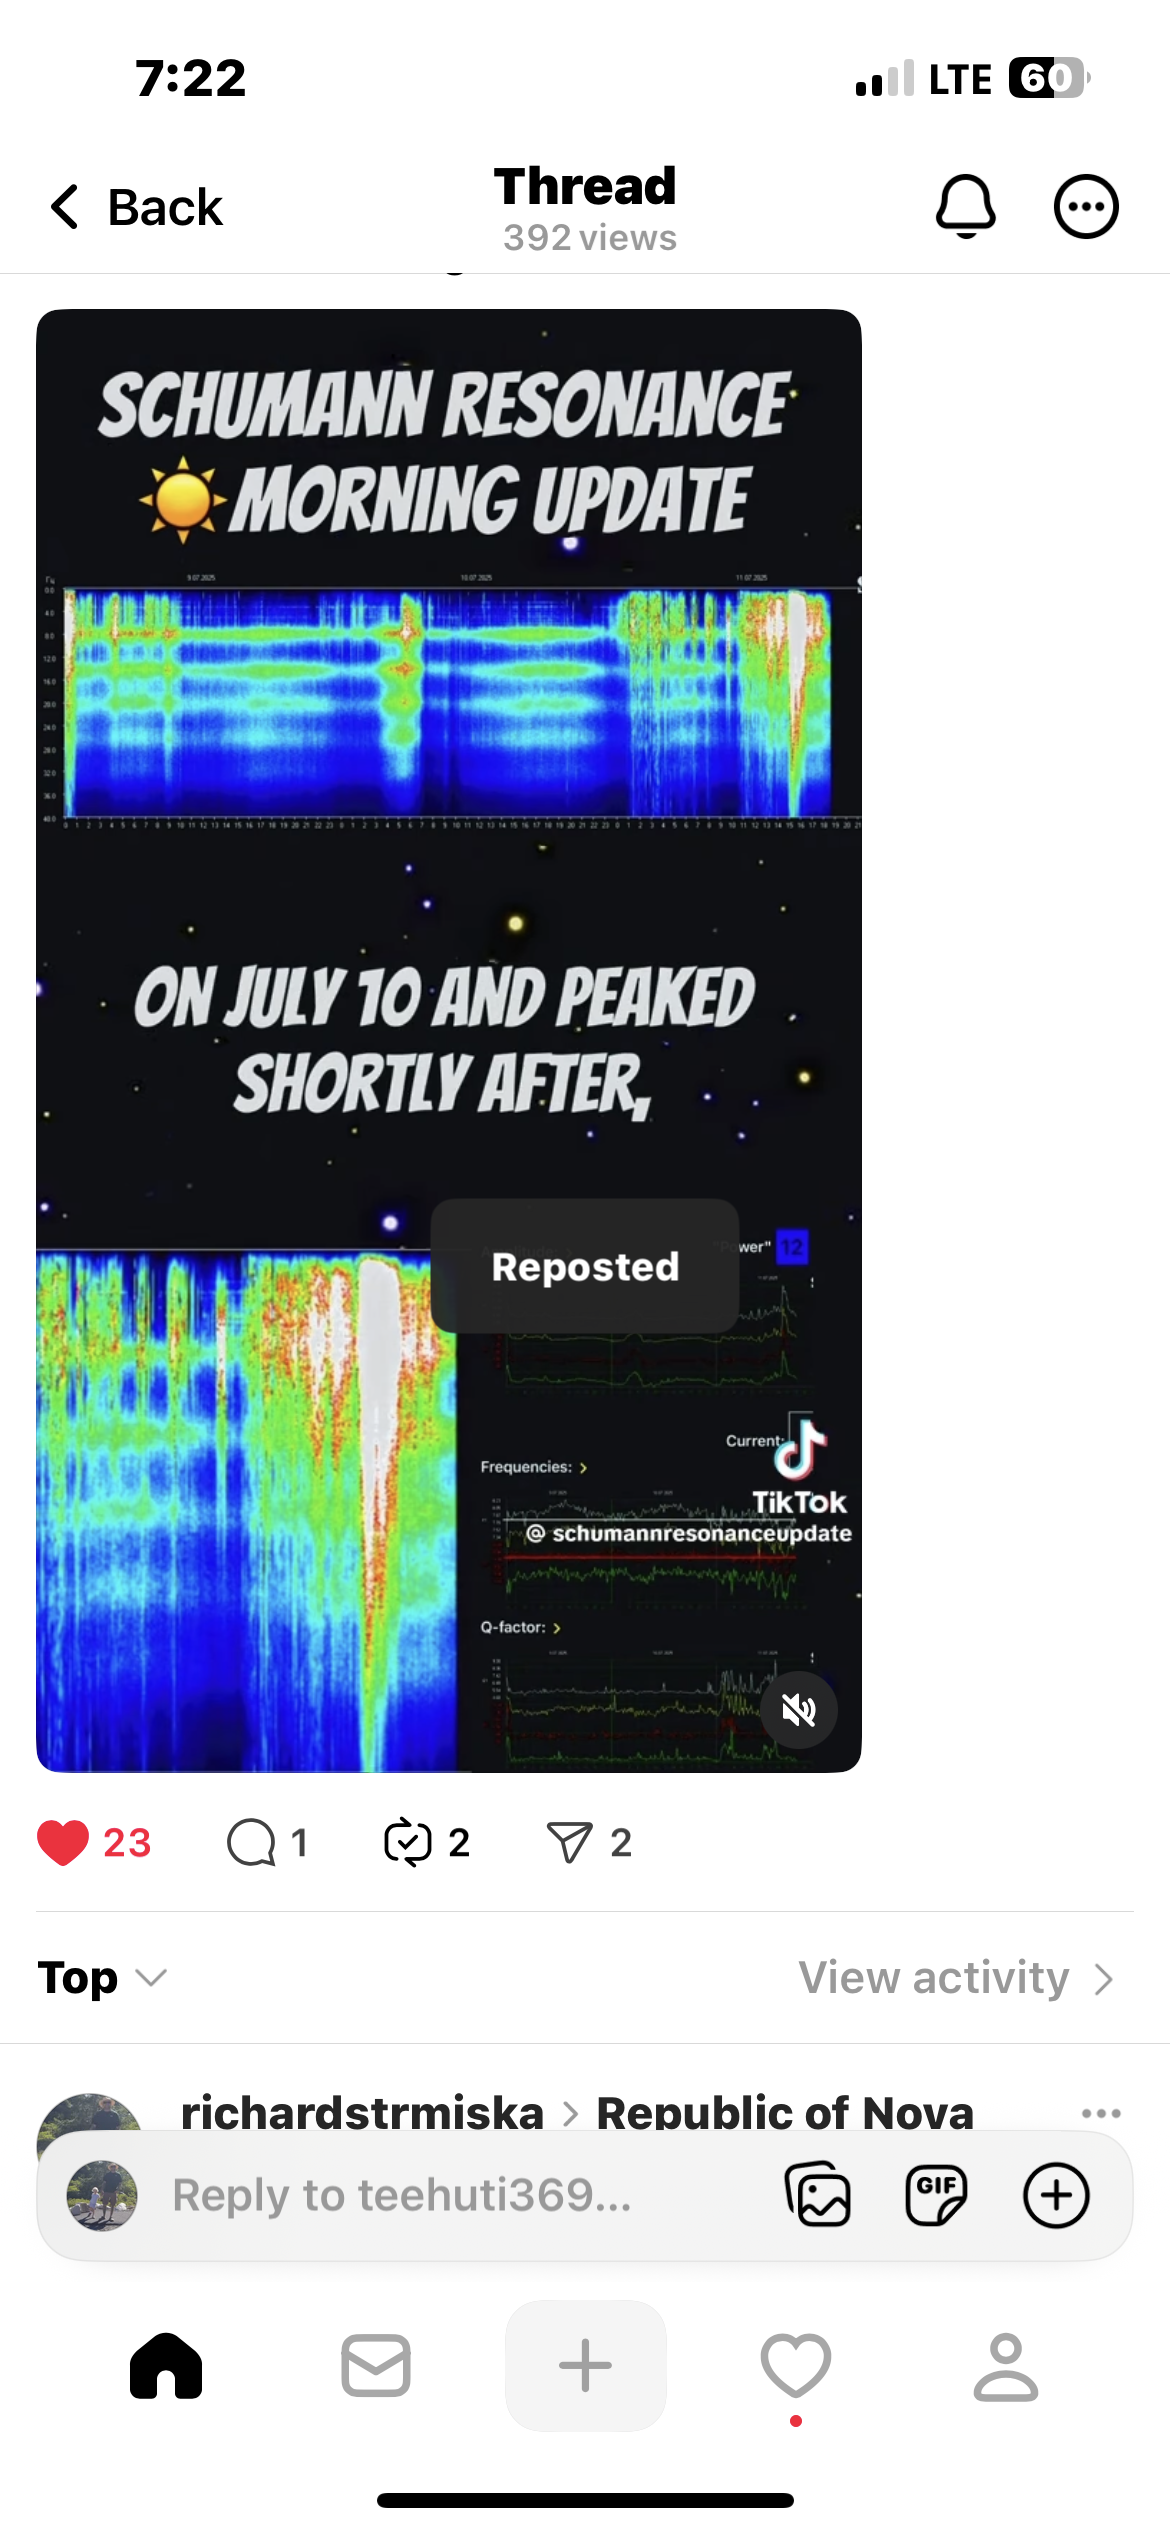 7:22
LTE 60
Back
Thread
392 views
SCHUMANN RESONANCE
☀️MORNING UPDATE
9.07.2025 10.07.2025 11.07.2025
ON JULY 10 AND PEAKED
SHORTLY AFTER,
Reposted
wer" 12
Current:
Frequencies: >
TikTok
@ schumannresonanceupdate
Q-factor: >
23 1 2 2
Top
View activity >
richardstrmiska > Republic of Nova
Reply to teehuti369...
GIF